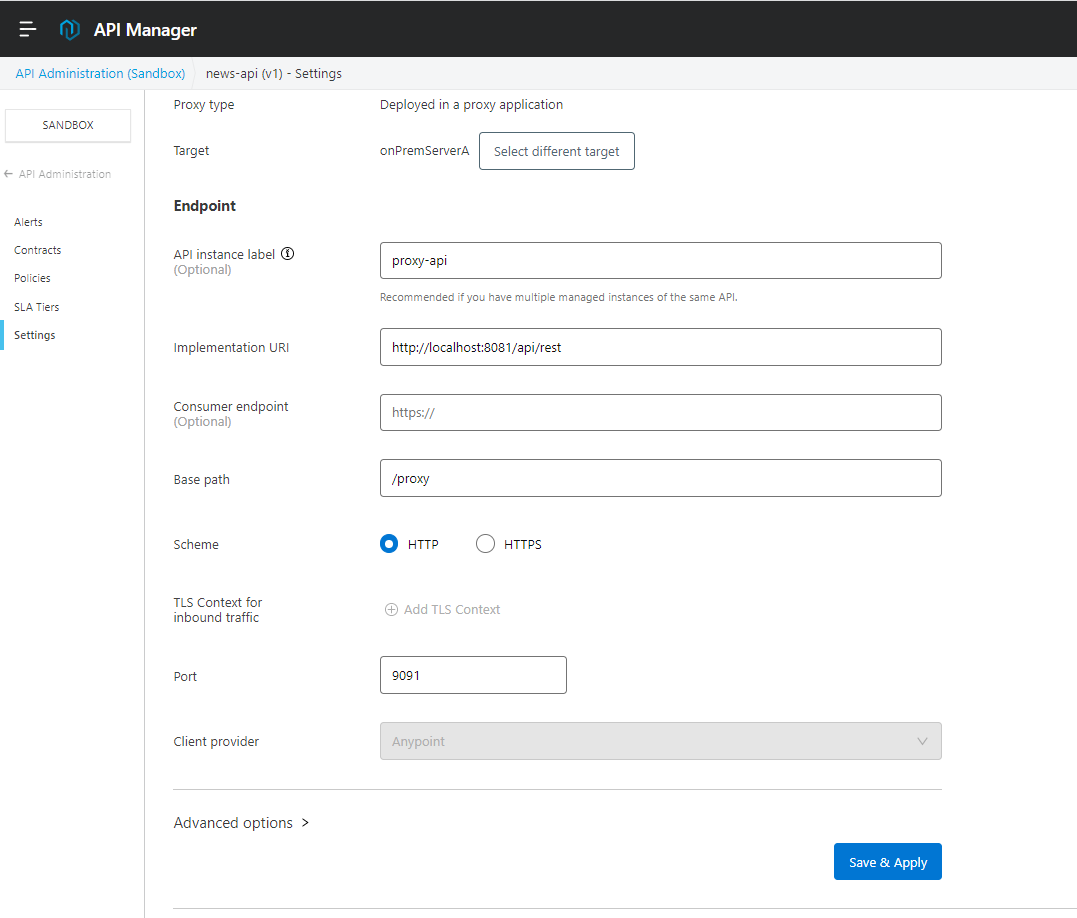 API Manager
API Administration (Sandbox)
news-api (v1) - Settings
SANDBOX
← API Administration
Alerts
Contracts
Policies
SLA Tiers
Settings
Proxy type
Deployed in a proxy application
Target
onPremServerA
Select different target
Endpoint
API instance label
(Optional)
proxy-api
Recommended if you have multiple managed instances of the same API.
Implementation URI
http://localhost:8081/api/rest
Consumer endpoint
(Optional)
https://
Base path
/proxy
Scheme
HTTP
HTTPS
TLS Context for
inbound traffic
Add TLS Context
Port
9091
Client provider
Anypoint
Advanced options >
Save & Apply